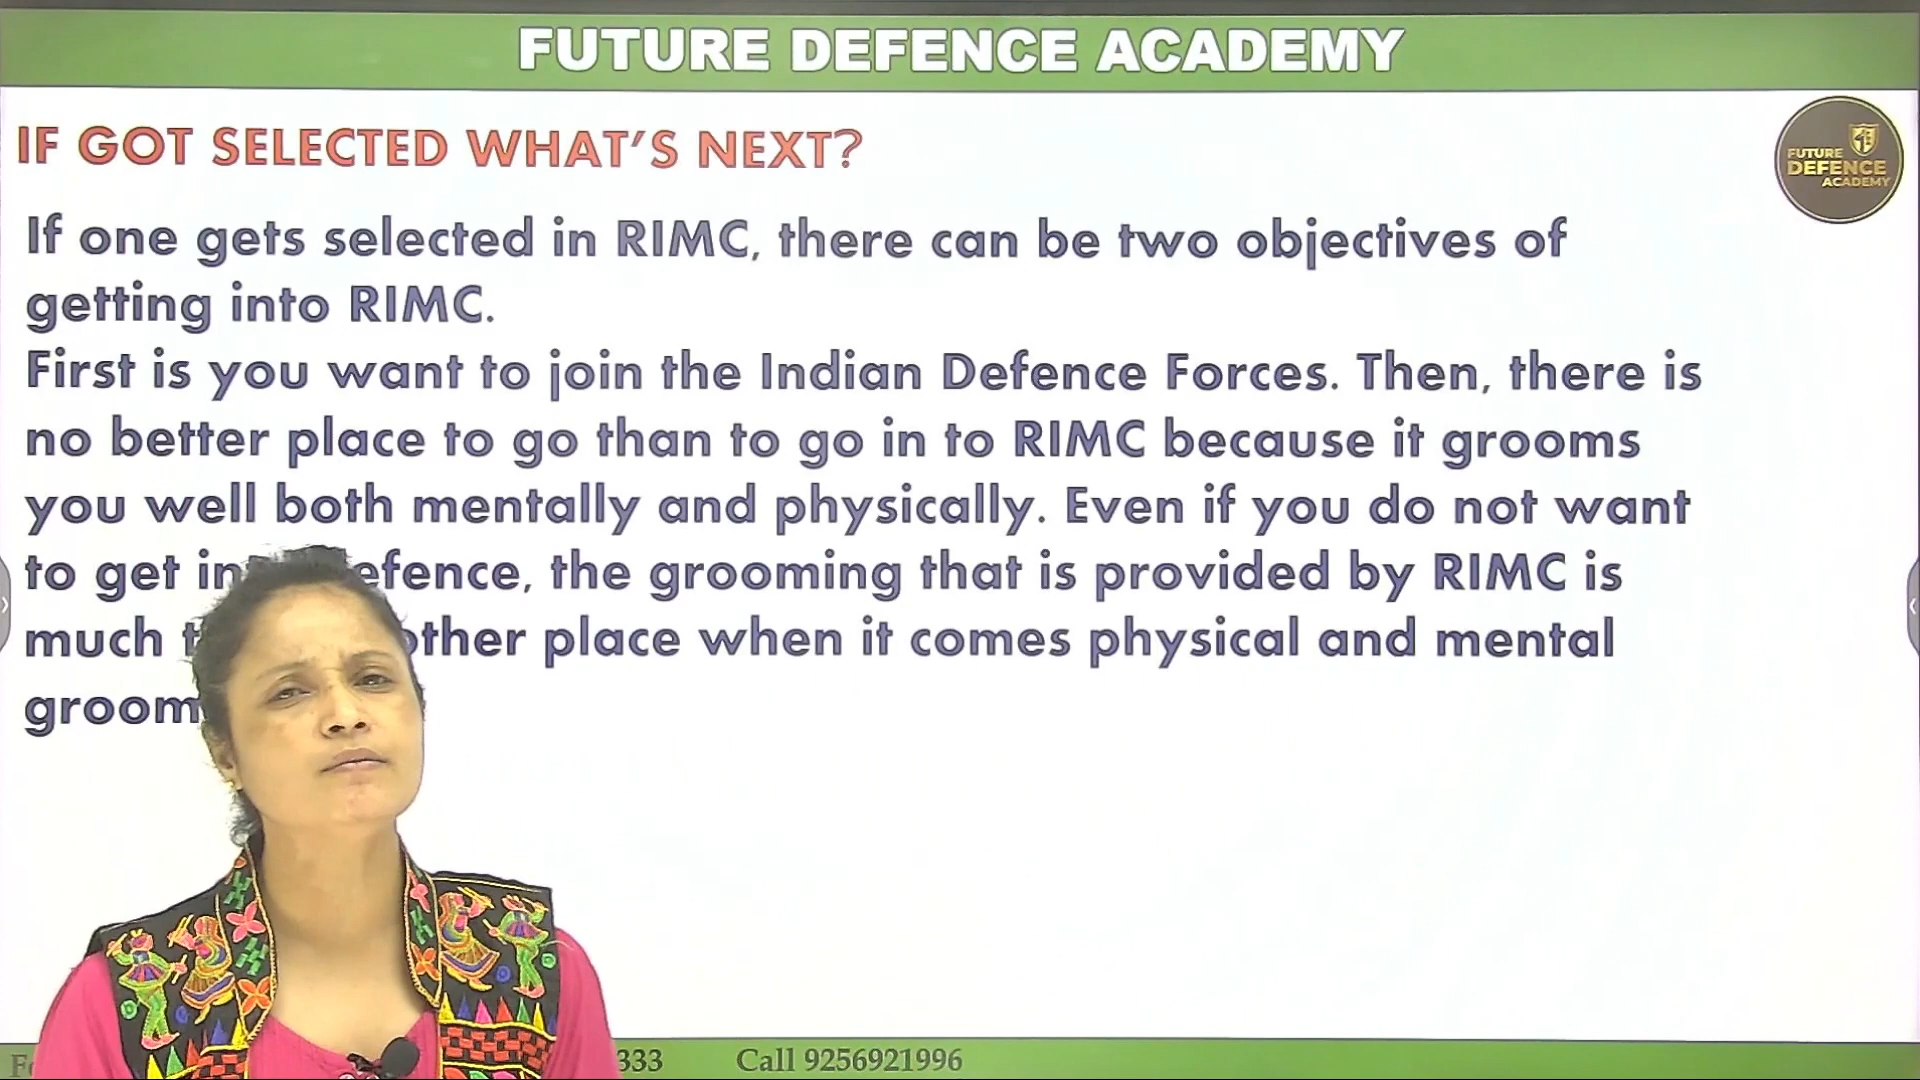 FUTURE DEFENCE ACADEMY
IF GOT SELECTED WHAT'S NEXT?
FUTURE
DEFENCE
ACADEMY
If one gets selected in RIMC, there can be two objectives of
getting into RIMC.
First is you want to join the Indian Defence Forces. Then, there is
no better place to go than to go in to RIMC because it grooms
you well both mentally and physically. Even if you do not want
to get the grooming that is provided by RIMC is
much place when it comes physical and mental
333 Call 9256921996